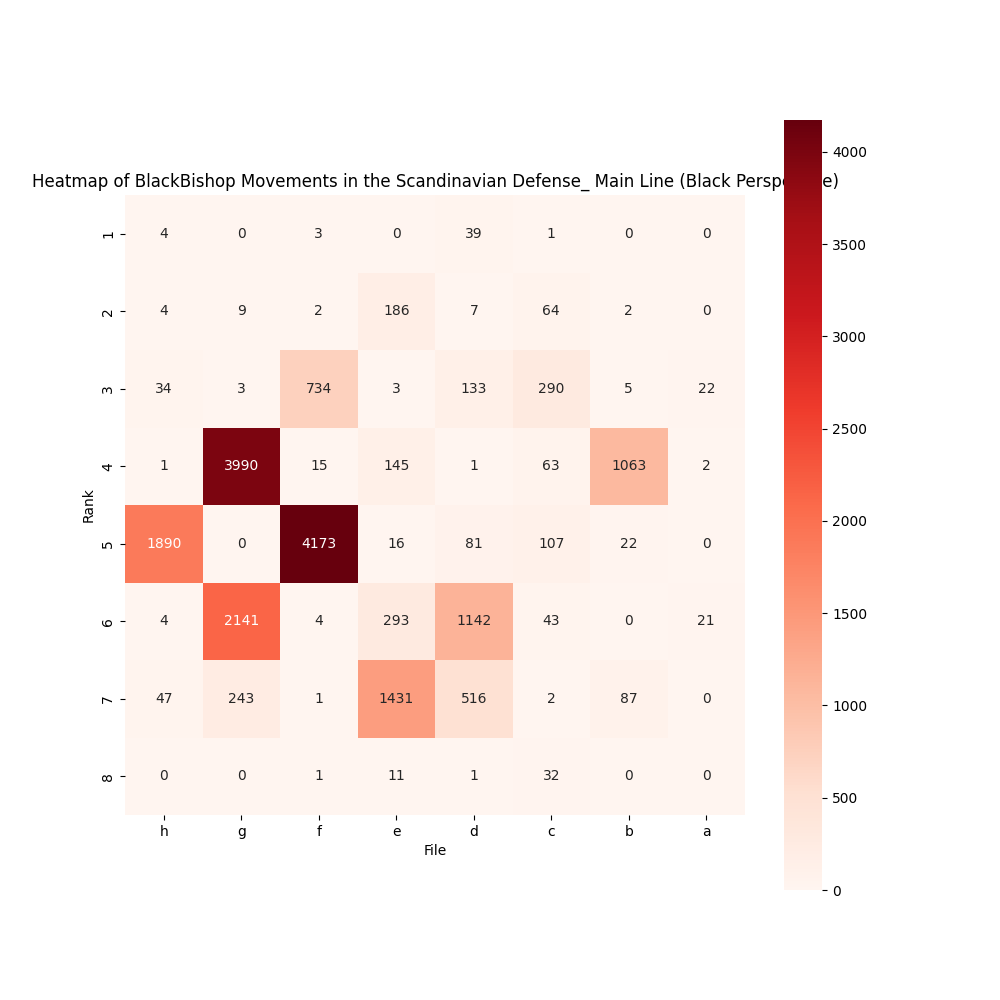 Heatmap of BlackBishop Movements in the Scandinavian Defense_ Main Line (Black Perspective)
Rank
1 4 0 3 0 39 1 0 0
2 4 9 2 186 7 64 2 0
3 34 3 734 3 133 290 5 22
4 1 3990 15 145 1 63 1063 2
5 1890 0 4173 16 81 107 22 0
6 4 2141 4 293 1142 43 0 21
7 47 243 1 1431 516 2 87 0
8 0 0 1 11 1 32 0 0
h g f e d c b a
File
4000
3500
3000
2500
2000
1500
1000
500
0